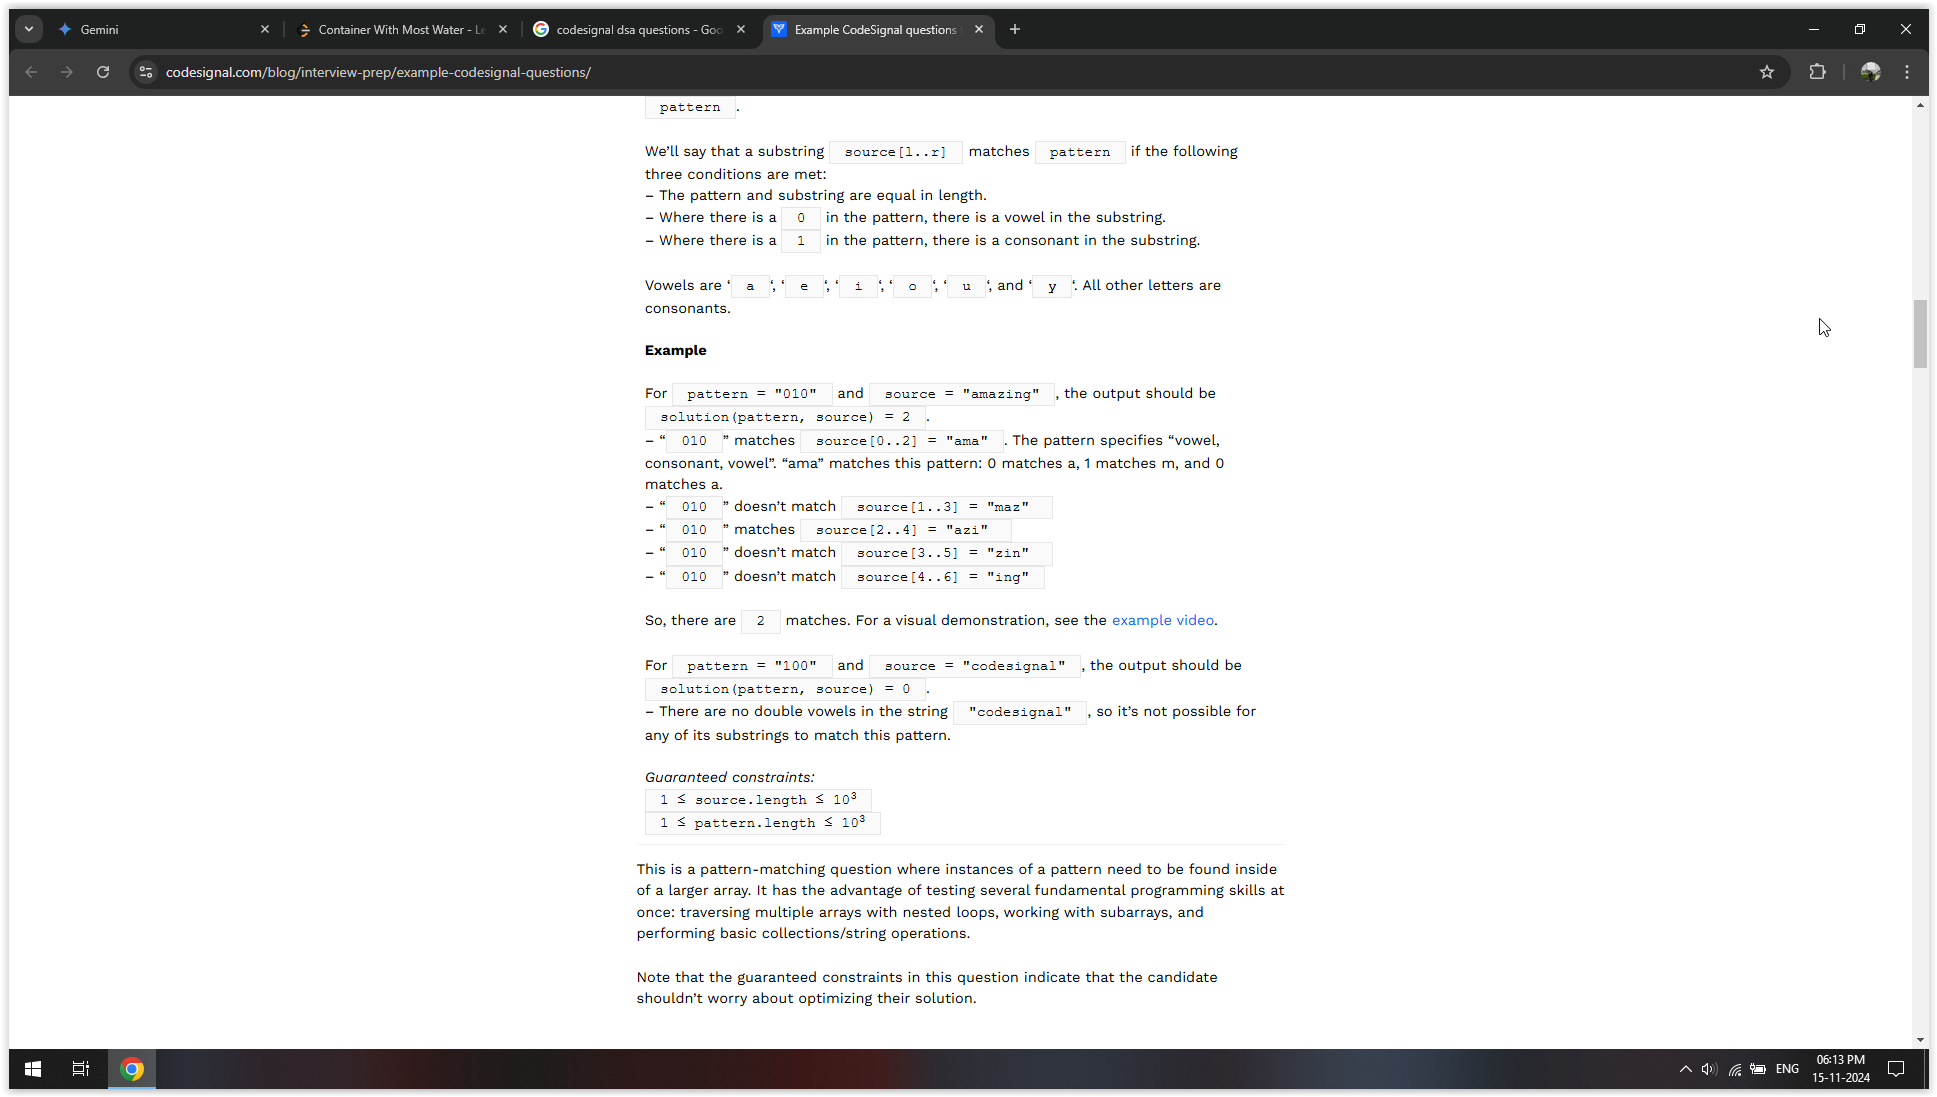 Gemini
Container With Most Water - Le
codesignal dsa questions - Goo
Example CodeSignal questions
codesignal.com/blog/interview-prep/example-codesignal-questions/
pattern .
We’ll say that a substring source[l..r] matches pattern if the following
three conditions are met:
– The pattern and substring are equal in length.
– Where there is a 0 in the pattern, there is a vowel in the substring.
– Where there is a 1 in the pattern, there is a consonant in the substring.
Vowels are ‘ a ‘, ‘ e ‘, ‘ i ‘, ‘ o ‘, ‘ u ‘, and ‘ y ‘. All other letters are
consonants.
Example
For pattern = "010" and source = "amazing" , the output should be
solution(pattern, source) = 2 .
– “ 010 ” matches source[0..2] = "ama" . The pattern specifies “vowel,
consonant, vowel”. “ama” matches this pattern: 0 matches a, 1 matches m, and 0
matches a.
– “ 010 ” doesn’t match source[1..3] = "maz"
– “ 010 ” matches source[2..4] = "azi"
– “ 010 ” doesn’t match source[3..5] = "zin"
– “ 010 ” doesn’t match source[4..6] = "ing"
So, there are 2 matches. For a visual demonstration, see the example video.
For pattern = "100" and source = "codesignal" , the output should be
solution(pattern, source) = 0 .
– There are no double vowels in the string "codesignal" , so it’s not possible for
any of its substrings to match this pattern.
Guaranteed constraints:
1 ≤ source.length ≤ 10³
1 ≤ pattern.length ≤ 10³
This is a pattern-matching question where instances of a pattern need to be found inside
of a larger array. It has the advantage of testing several fundamental programming skills at
once: traversing multiple arrays with nested loops, working with subarrays, and
performing basic collections/string operations.
Note that the guaranteed constraints in this question indicate that the candidate
shouldn’t worry about optimizing their solution.
ENG
06:13 PM
15-11-2024